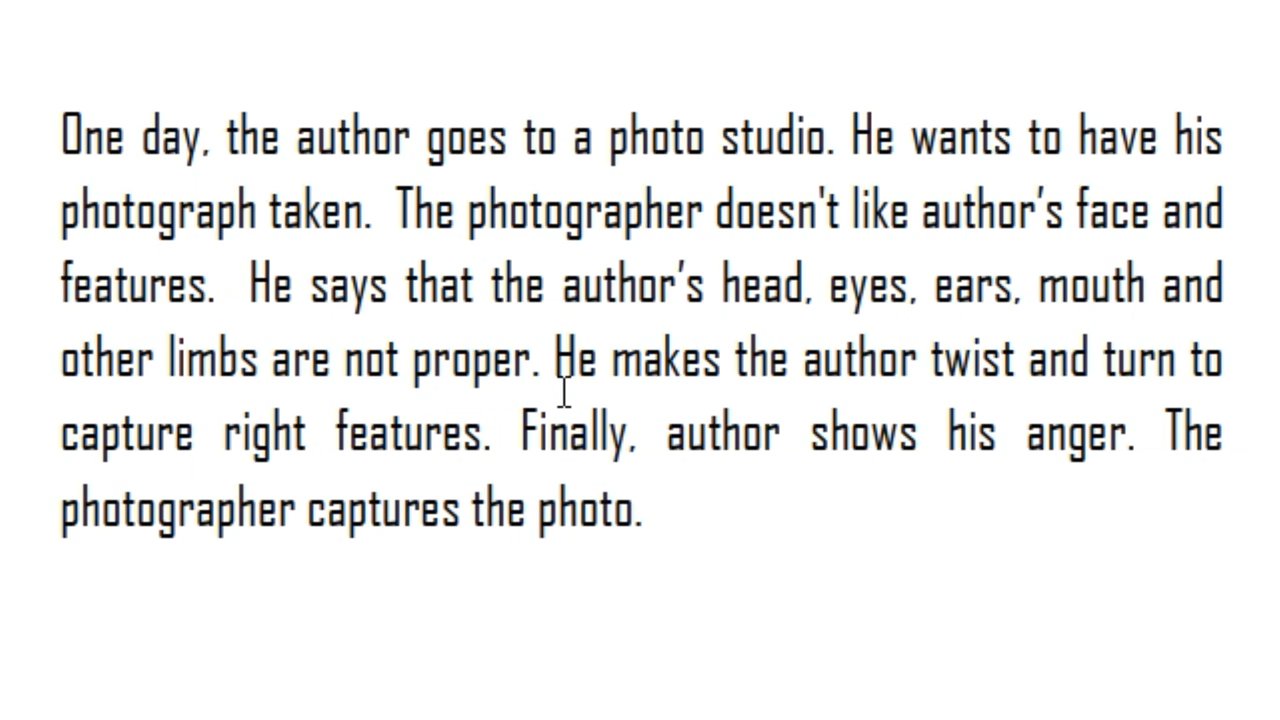 One day, the author goes to a photo studio. He wants to have his
photograph taken. The photographer doesn't like author’s face and
features. He says that the author’s head, eyes, ears, mouth and
other limbs are not proper. He makes the author twist and turn to
capture right features. Finally, author shows his anger. The
photographer captures the photo.